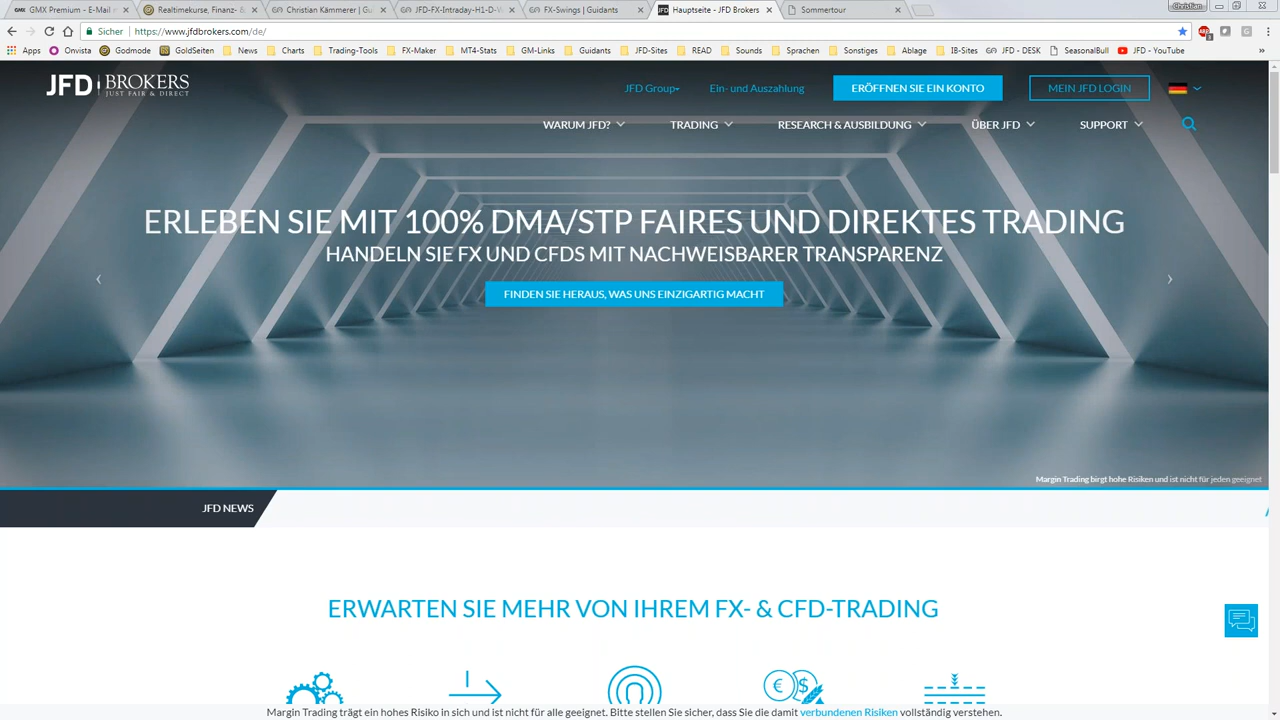 GMX Premium - E-Mail
Realtimekurse, Finanz- &
Christian Kämmerer | Gu
JFD-FX-Intraday-H1-D-W
FX-Swings | Guidants
Hauptseite - JFD Brokers
Sommertour
Christian
Sicher | https://www.jfdbrokers.com/de/
Apps Onvista Godmode GoldSeiten News Charts Trading-Tools FX-Maker MT4-Stats GM-Links Guidants JFD-Sites READ Sounds Sprachen Sonstiges Ablage IB-Sites JFD - DESK SeasonalBull JFD - YouTube »
JFD BROKERS
JUST FAIR & DIRECT
JFD Group Ein- und Auszahlung ERÖFFNEN SIE EIN KONTO MEIN JFD LOGIN
WARUM JFD? TRADING RESEARCH & AUSBILDUNG ÜBER JFD SUPPORT
ERLEBEN SIE MIT 100% DMA/STP FAIRES UND DIREKTES TRADING
HANDELN SIE FX UND CFDS MIT NACHWEISBARER TRANSPARENZ
FINDEN SIE HERAUS, WAS UNS EINZIGARTIG MACHT
Margin Trading birgt hohe Risiken und ist nicht für jeden geeignet
JFD NEWS
ERWARTEN SIE MEHR VON IHREM FX- & CFD-TRADING
€ $
Margin Trading trägt ein hohes Risiko in sich und ist nicht für alle geeignet. Bitte stellen Sie sicher, dass Sie die damit verbundenen Risiken vollständig verstehen.